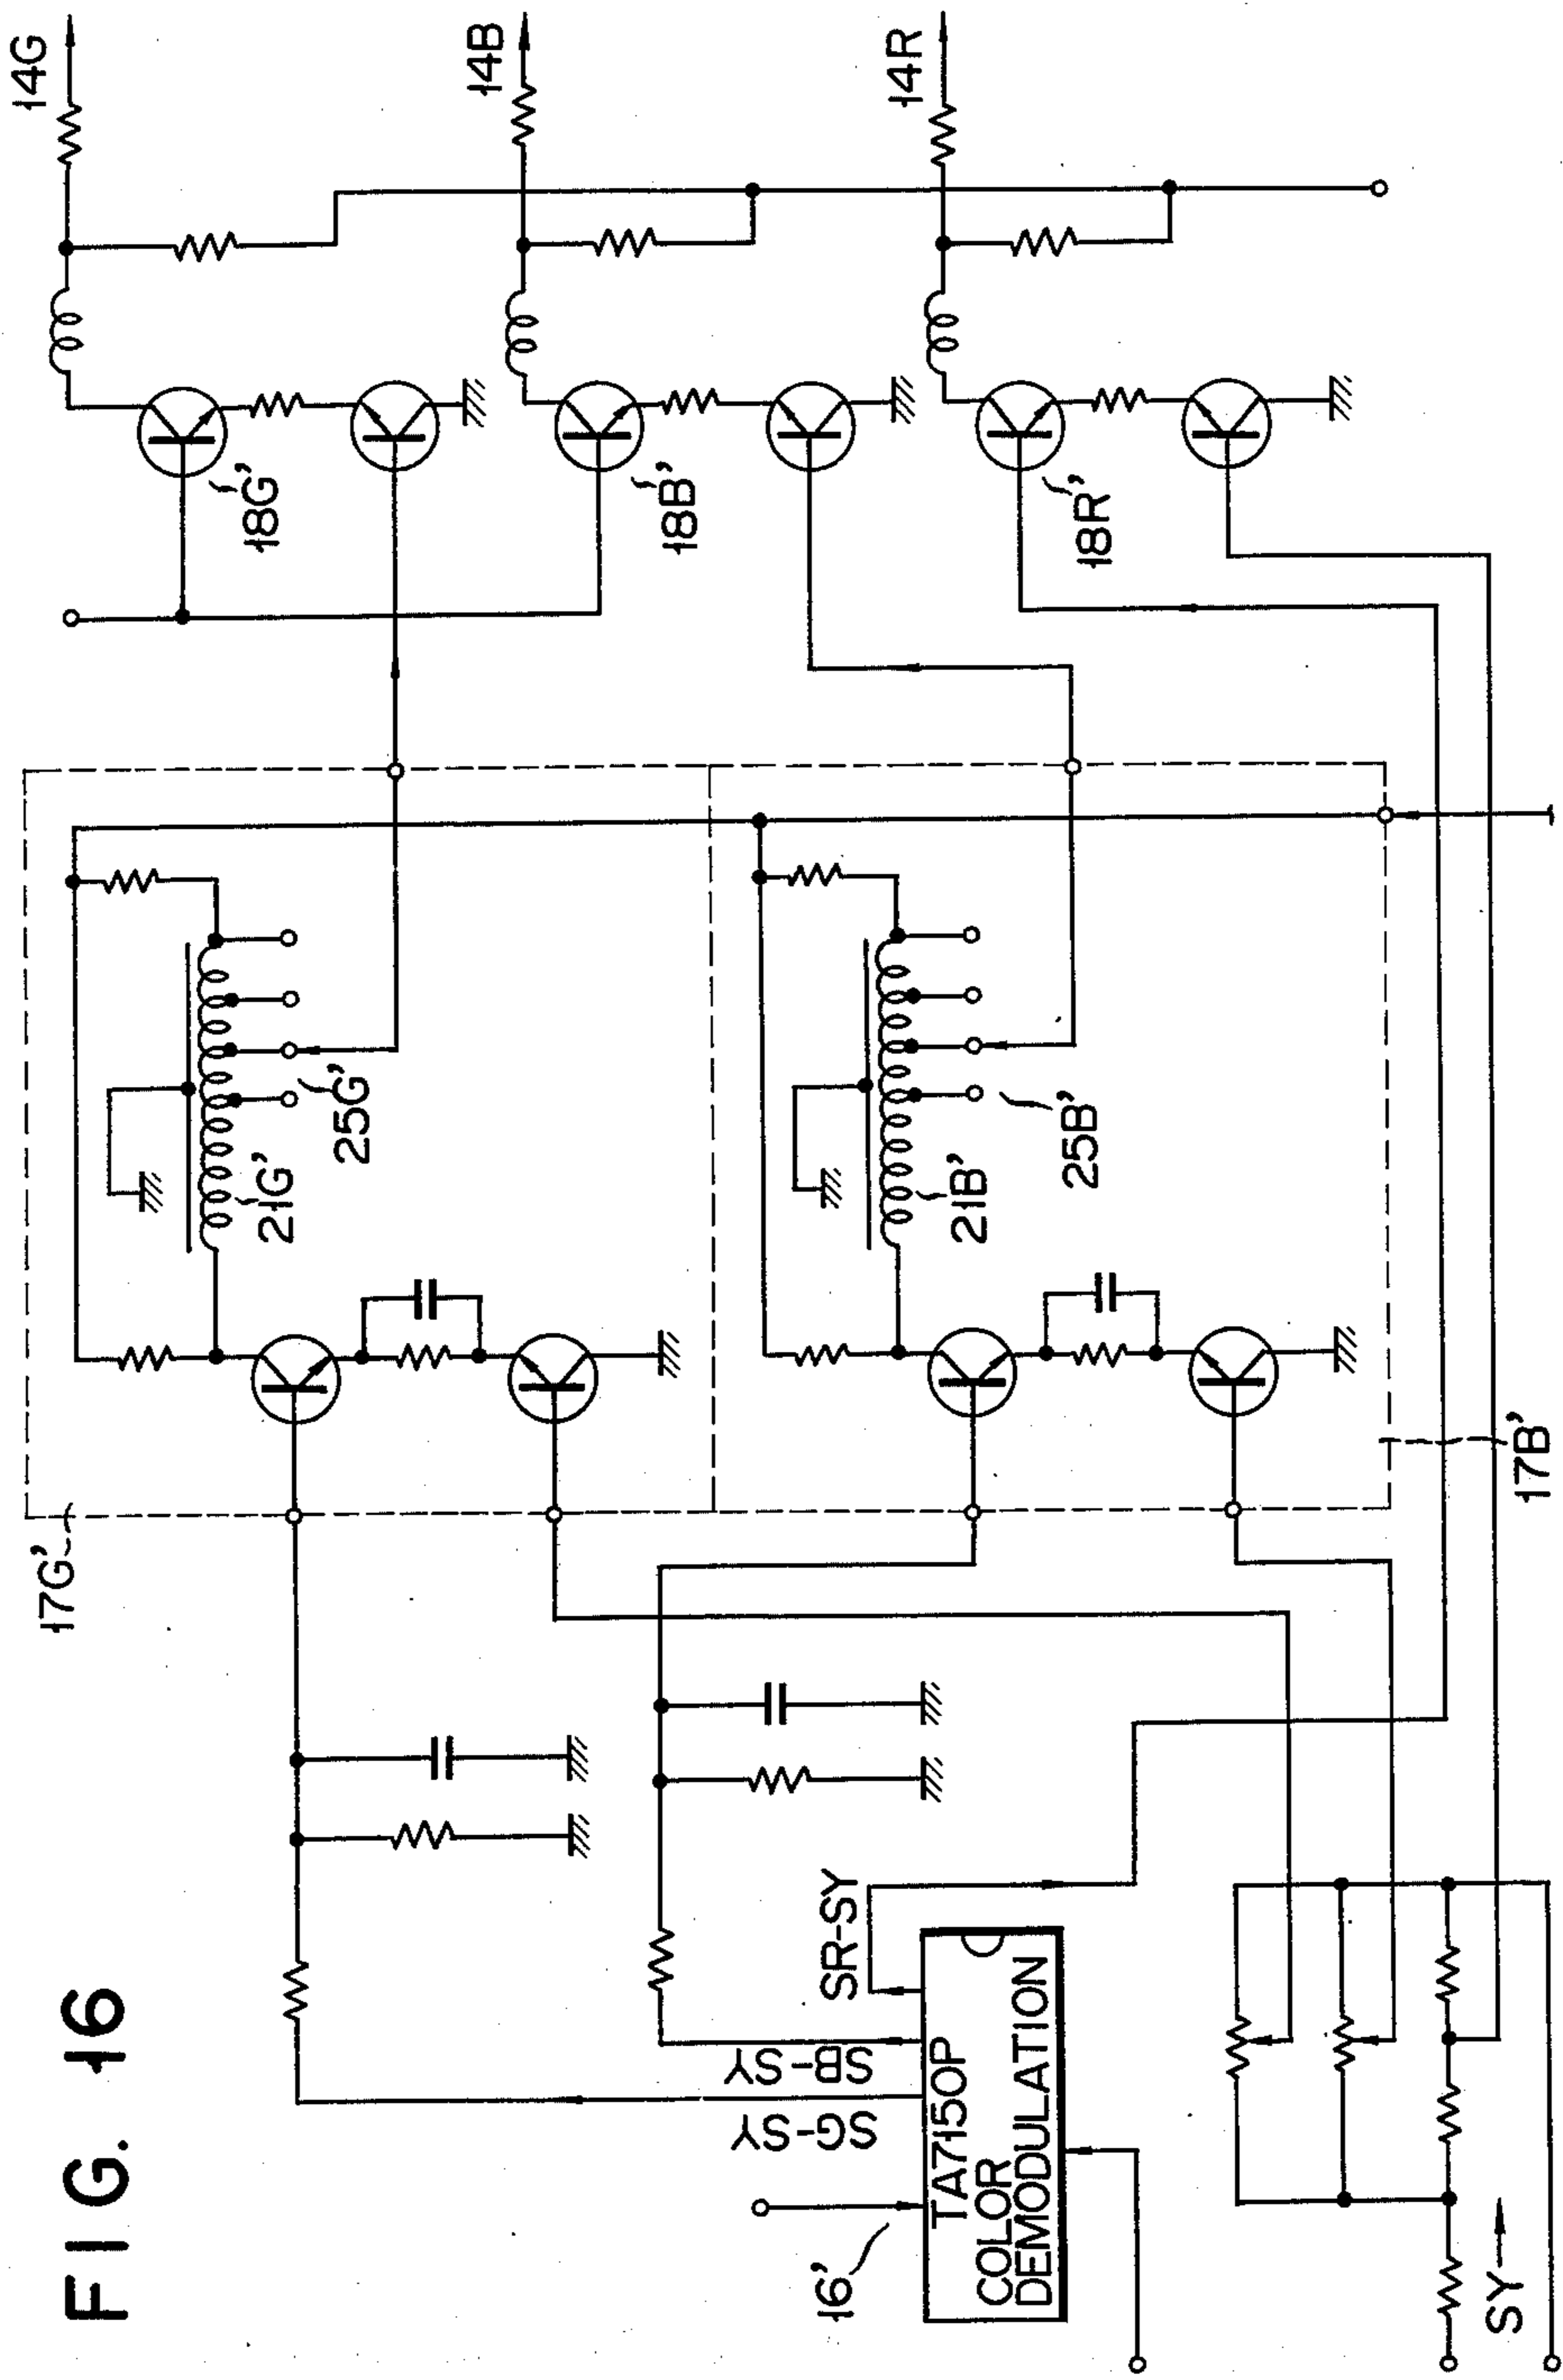 FIG. 16
17G'
21G'
25G'
18G'
14G
14B
18B'
21B'
25B'
14R
18R'
17B'
SR-SY
SB-SY
SG-SY
16'
TA7150P
COLOR
DEMODULATION
SY